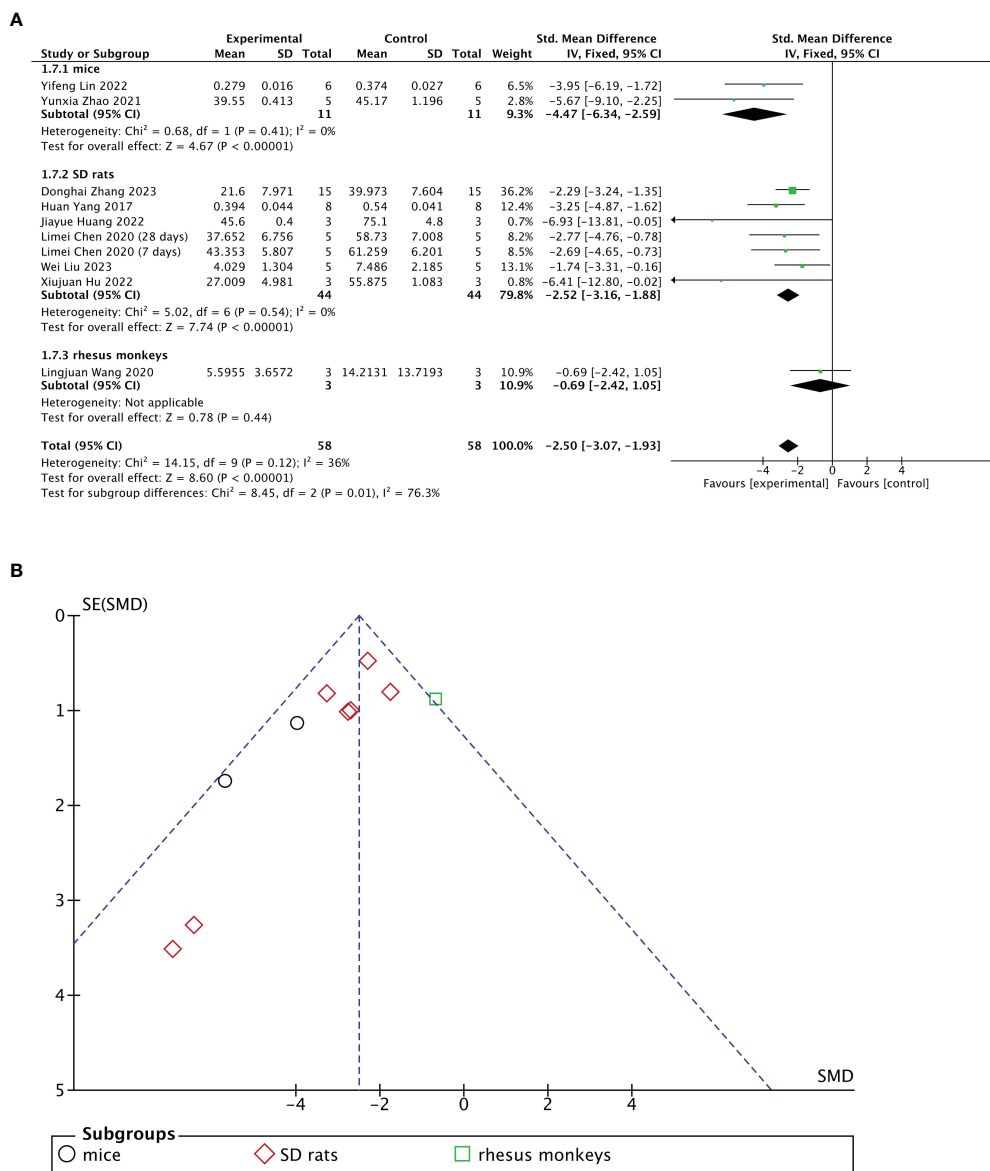 A
Experimental Control Std. Mean Difference Std. Mean Difference
Study or Subgroup Mean SD Total Mean SD Total Weight IV, Fixed, 95% CI IV, Fixed, 95% CI
1.7.1 mice
Yifeng Lin 2022 0.279 0.016 6 0.374 0.027 6 6.5% −3.95 [−6.19, −1.72]
Yunxia Zhao 2021 39.55 0.413 5 45.17 1.196 5 2.8% −5.67 [−9.10, −2.25]
Subtotal (95% CI) 11 11 9.3% −4.47 [−6.34, −2.59]
Heterogeneity: Chi² = 0.68, df = 1 (P = 0.41); I² = 0%
Test for overall effect: Z = 4.67 (P < 0.00001)
1.7.2 SD rats
Donghai Zhang 2023 21.6 7.971 15 39.973 7.604 15 36.2% −2.29 [−3.24, −1.35]
Huan Yang 2017 0.394 0.044 8 0.54 0.041 8 12.4% −3.25 [−4.87, −1.62]
Jiayue Huang 2022 45.6 0.4 3 75.1 4.8 3 0.7% −6.93 [−13.81, −0.05]
Limei Chen 2020 (28 days) 37.652 6.756 5 58.73 7.008 5 8.2% −2.77 [−4.76, −0.78]
Limei Chen 2020 (7 days) 43.353 5.807 5 61.259 6.201 5 8.5% −2.69 [−4.65, −0.73]
Wei Liu 2023 4.029 1.304 5 7.486 2.185 5 13.1% −1.74 [−3.31, −0.16]
Xiujuan Hu 2022 27.009 4.981 3 55.875 1.083 3 0.8% −6.41 [−12.80, −0.02]
Subtotal (95% CI) 44 44 79.8% −2.52 [−3.16, −1.88]
Heterogeneity: Chi² = 5.02, df = 6 (P = 0.54); I² = 0%
Test for overall effect: Z = 7.74 (P < 0.00001)
1.7.3 rhesus monkeys
Lingjuan Wang 2020 5.5955 3.6572 3 14.2131 13.7193 3 10.9% −0.69 [−2.42, 1.05]
Subtotal (95% CI) 3 3 10.9% −0.69 [−2.42, 1.05]
Heterogeneity: Not applicable
Test for overall effect: Z = 0.78 (P = 0.44)
Total (95% CI) 58 58 100.0% −2.50 [−3.07, −1.93]
Heterogeneity: Chi² = 14.15, df = 9 (P = 0.12); I² = 36%
Test for overall effect: Z = 8.60 (P < 0.00001)
Test for subgroup differences: Chi² = 8.45, df = 2 (P = 0.01), I² = 76.3%
−4 −2 0 2 4
Favours [experimental] Favours [control]
B
SE(SMD)
0
1
2
3
4
5
SMD
−4 −2 0 2 4
Subgroups
mice SD rats rhesus monkeys